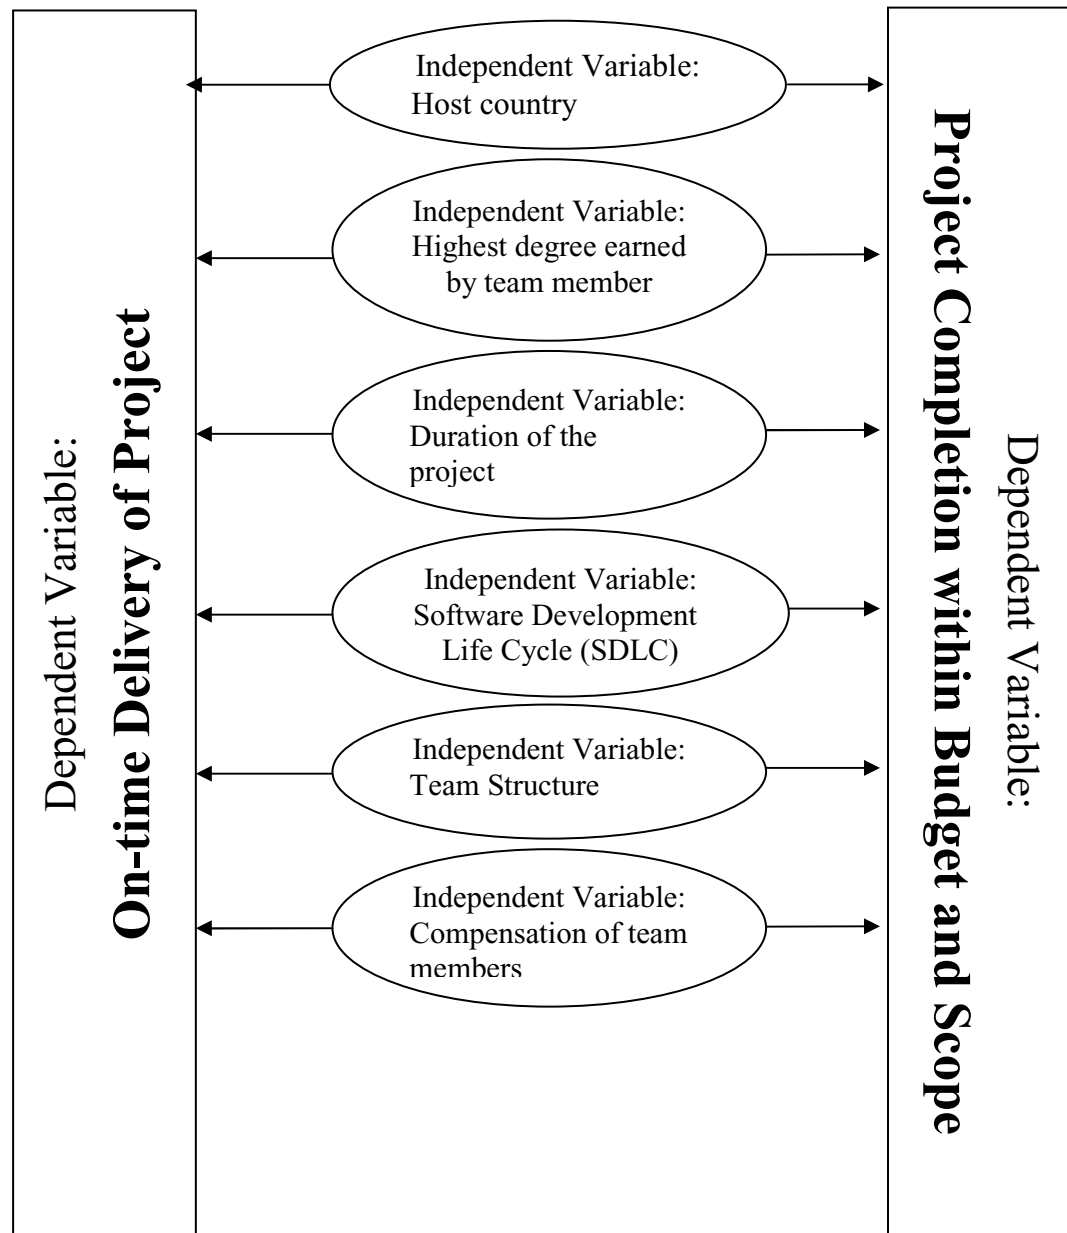 Dependent Variable:
On-time Delivery of Project
Independent Variable:
Host country
Independent Variable:
Highest degree earned
by team member
Independent Variable:
Duration of the
project
Independent Variable:
Software Development
Life Cycle (SDLC)
Independent Variable:
Team Structure
Independent Variable:
Compensation of team
members
Dependent Variable:
Project Completion within Budget and Scope